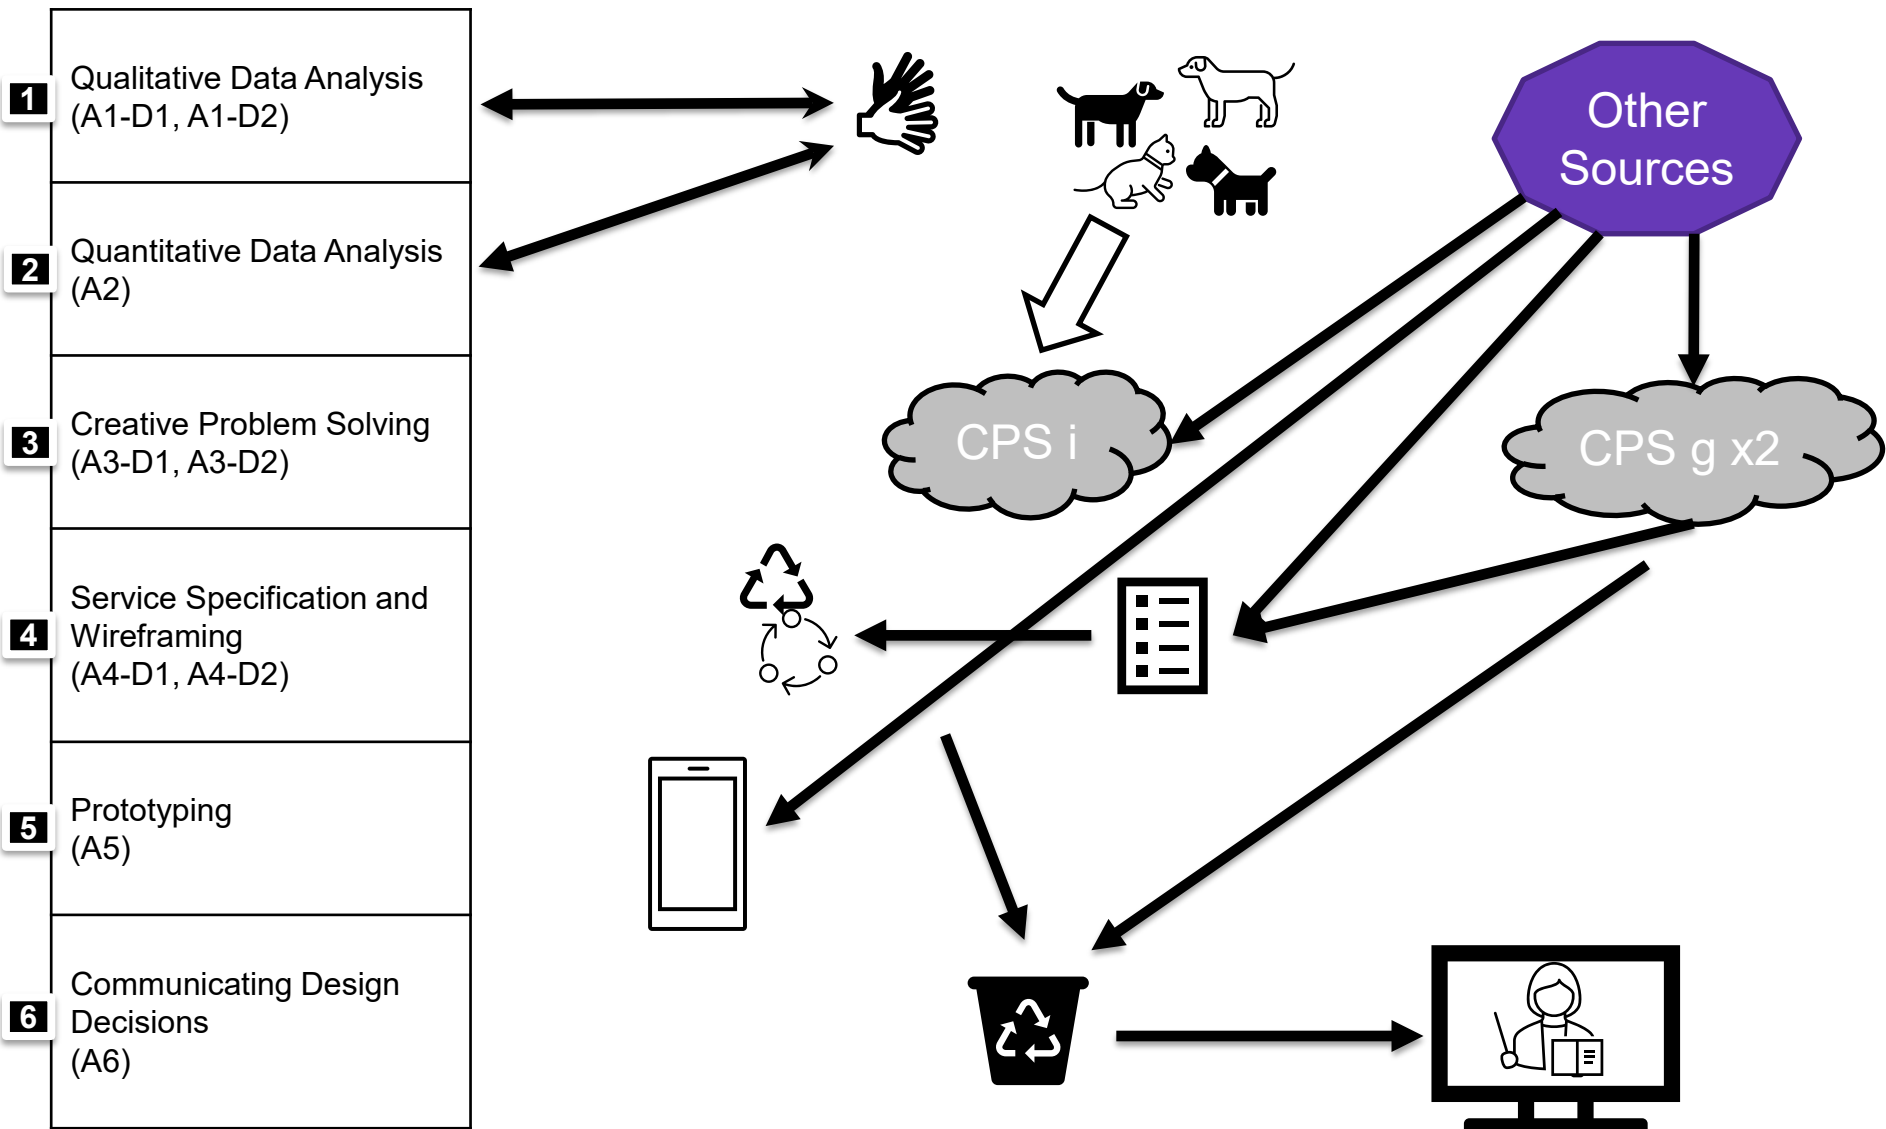 1
Qualitative Data Analysis
(A1-D1, A1-D2)
2
Quantitative Data Analysis
(A2)
3
Creative Problem Solving
(A3-D1, A3-D2)
4
Service Specification and
Wireframing
(A4-D1, A4-D2)
5
Prototyping
(A5)
6
Communicating Design
Decisions
(A6)
Other
Sources
CPS i
CPS g x2